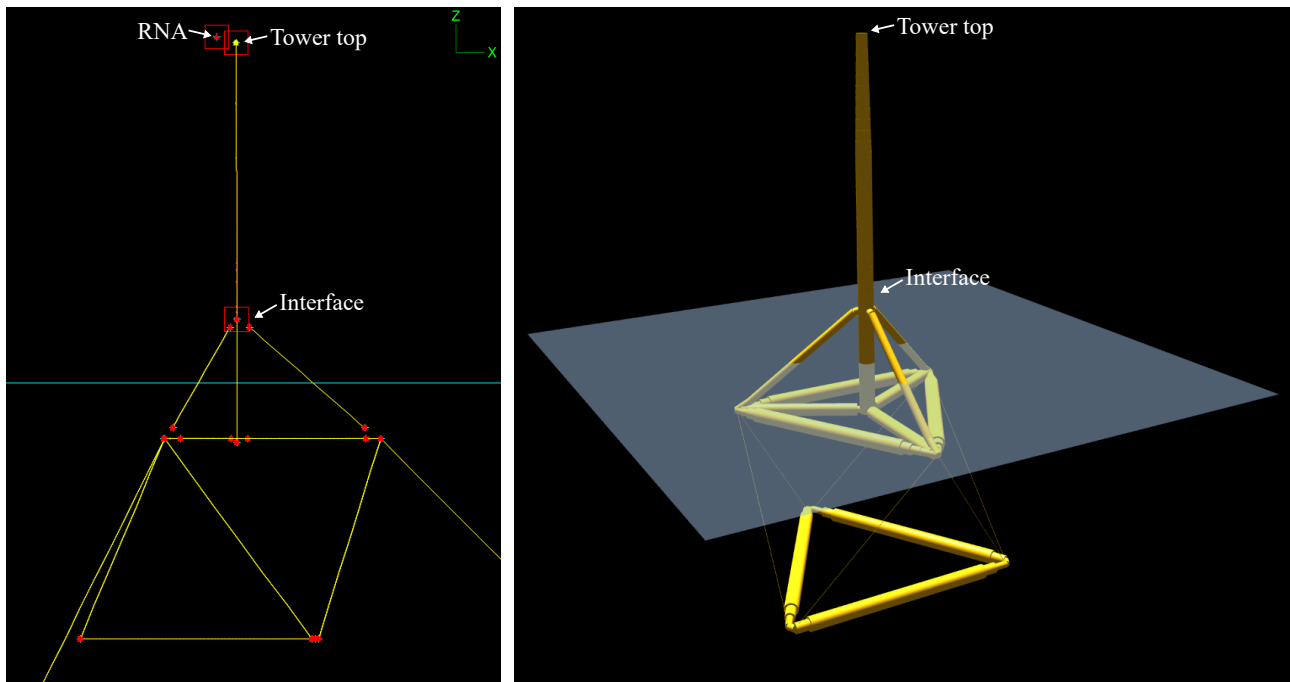 RNA
Tower top
Z
X
Interface
Tower top
Interface